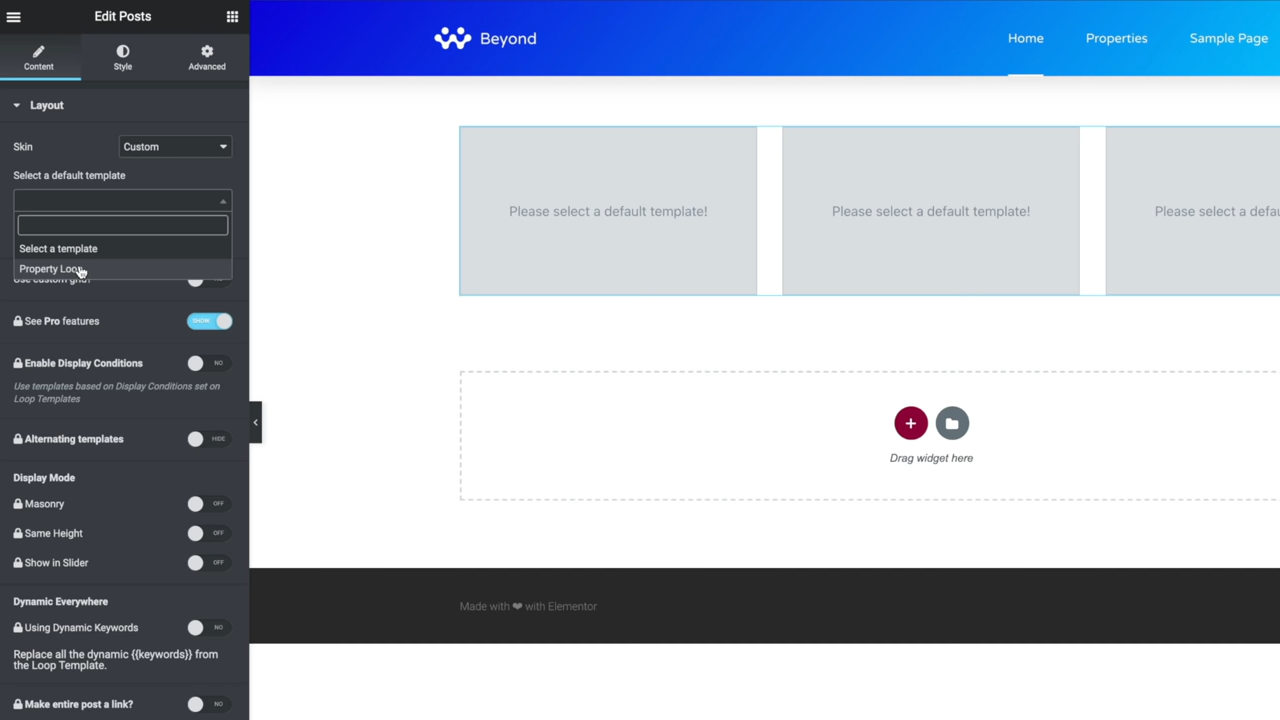 Edit Posts
Content
Style
Advanced
Layout
Skin
Custom
Select a default template
Select a template
Property Loop
Use custom grid?
See Pro features
SHOW
Enable Display Conditions
NO
Use templates based on Display Conditions set on
Loop Templates
Alternating templates
HIDE
Display Mode
Masonry
OFF
Same Height
OFF
Show in Slider
OFF
Dynamic Everywhere
Using Dynamic Keywords
NO
Replace all the dynamic {{keywords}} from
the Loop Template.
Make entire post a link?
NO
Beyond
Home
Properties
Sample Page
Please select a default template!
Please select a default template!
Please select a defau
Drag widget here
Made with ❤ with Elementor